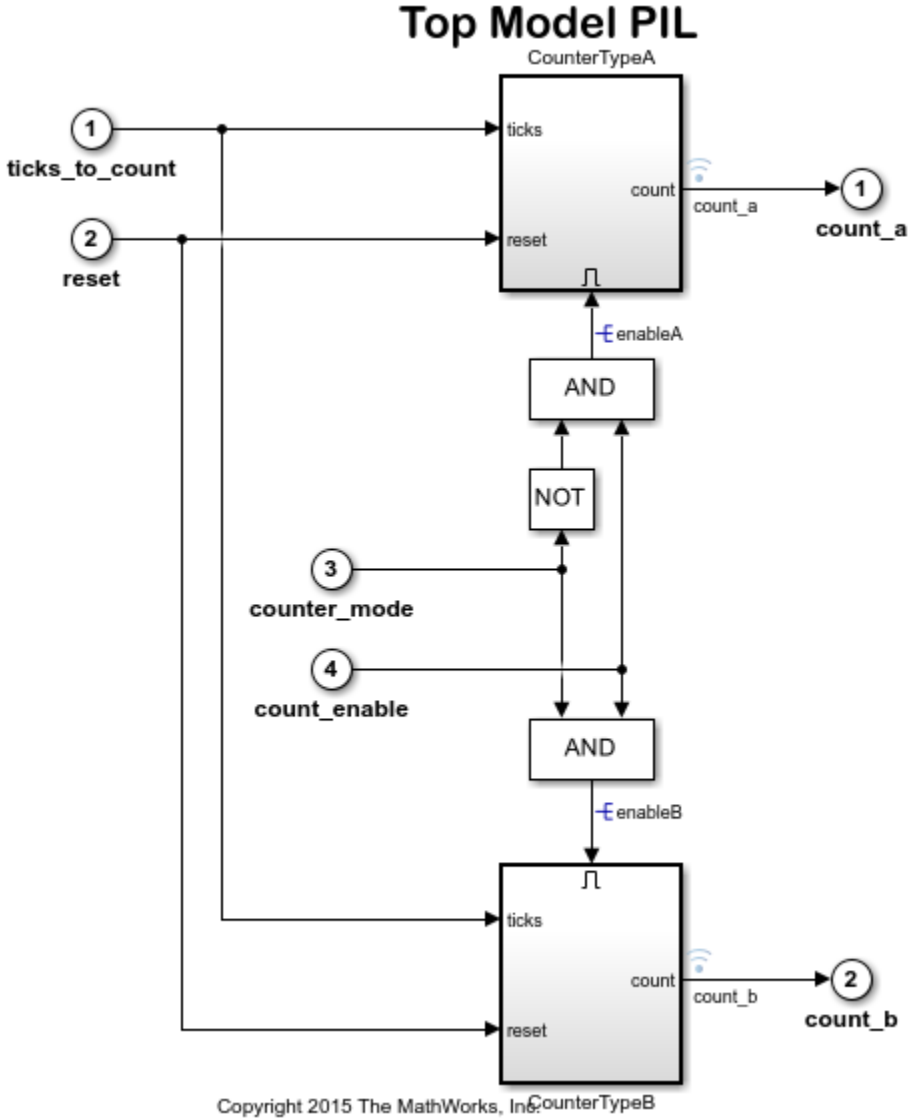 Top Model PIL
CounterTypeA
1
ticks
ticks_to_count
count
1
count_a
count_a
2
reset
reset
enableA
AND
NOT
3
counter_mode
4
count_enable
AND
enableB
ticks
count
2
count_b
count_b
reset
Copyright 2015 The MathWorks, Inc.
CounterTypeB